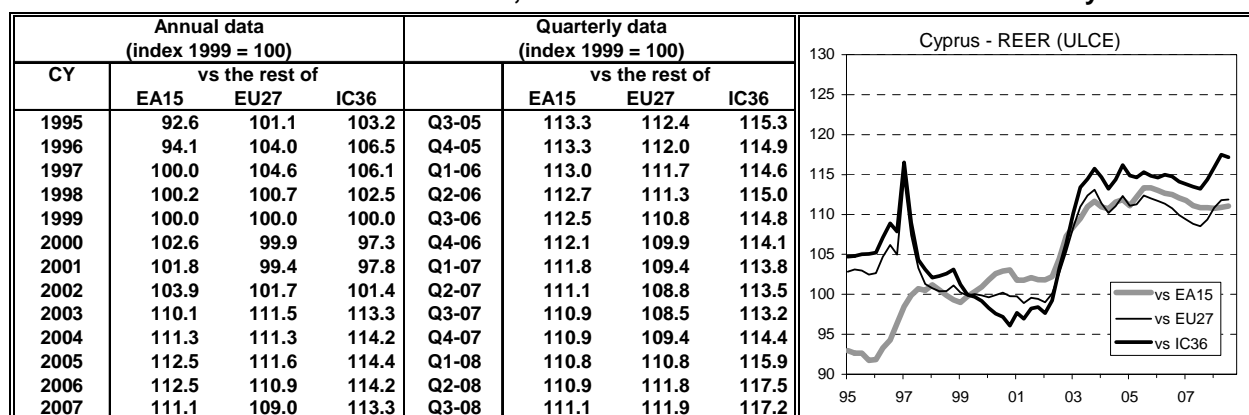 Annual data Quarterly data
(index 1999 = 100) (index 1999 = 100)
CY vs the rest of vs the rest of
EA15 EU27 IC36 EA15 EU27 IC36
1995 92.6 101.1 103.2 Q3-05 113.3 112.4 115.3
1996 94.1 104.0 106.5 Q4-05 113.3 112.0 114.9
1997 100.0 104.6 106.1 Q1-06 113.0 111.7 114.6
1998 100.2 100.7 102.5 Q2-06 112.7 111.3 115.0
1999 100.0 100.0 100.0 Q3-06 112.5 110.8 114.8
2000 102.6 99.9 97.3 Q4-06 112.1 109.9 114.1
2001 101.8 99.4 97.8 Q1-07 111.8 109.4 113.8
2002 103.9 101.7 101.4 Q2-07 111.1 108.8 113.5
2003 110.1 111.5 113.3 Q3-07 110.9 108.5 113.2
2004 111.3 111.3 114.2 Q4-07 110.9 109.4 114.4
2005 112.5 111.6 114.4 Q1-08 110.8 110.8 115.9
2006 112.5 110.9 114.2 Q2-08 110.9 111.8 117.5
2007 111.1 109.0 113.3 Q3-08 111.1 111.9 117.2
Cyprus - REER (ULCE)
130
125
120
115
110
105
100
95
90
95 97 99 01 03 05 07
vs EA15
vs EU27
vs IC36